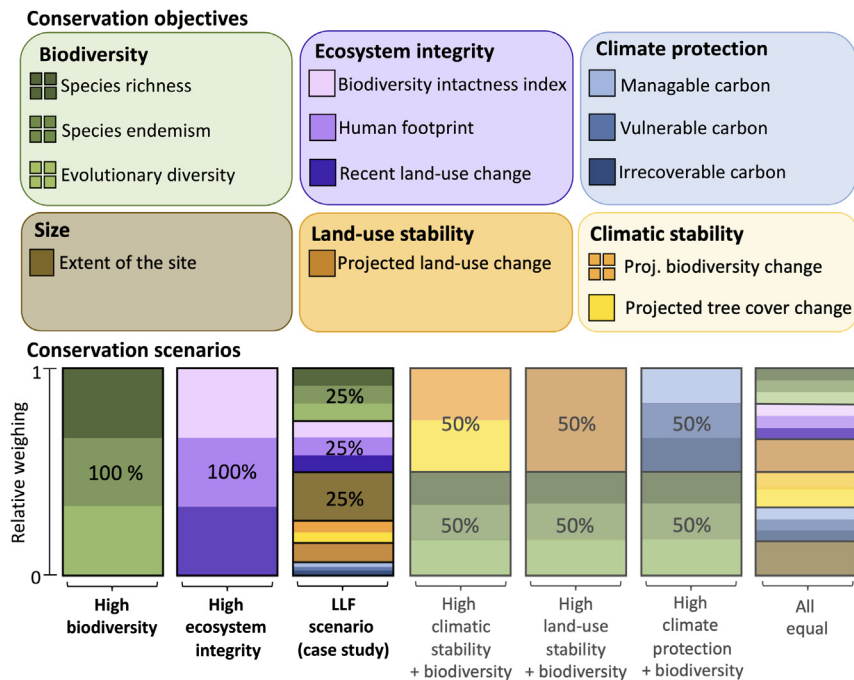 Conservation objectives
Biodiversity
Species richness
Species endemism
Evolutionary diversity
Ecosystem integrity
Biodiversity intactness index
Human footprint
Recent land-use change
Climate protection
Managable carbon
Vulnerable carbon
Irrecoverable carbon
Size
Extent of the site
Land-use stability
Projected land-use change
Climatic stability
Proj. biodiversity change
Projected tree cover change
Conservation scenarios
Relative weighing
1
0
100 %
100%
25%
25%
25%
50%
50%
50%
50%
50%
50%
High
biodiversity
High
ecosystem
integrity
LLF
scenario
(case study)
High
climatic
stability
+ biodiversity
High
land-use
stability
+ biodiversity
High
climate
protection
+ biodiversity
All
equal